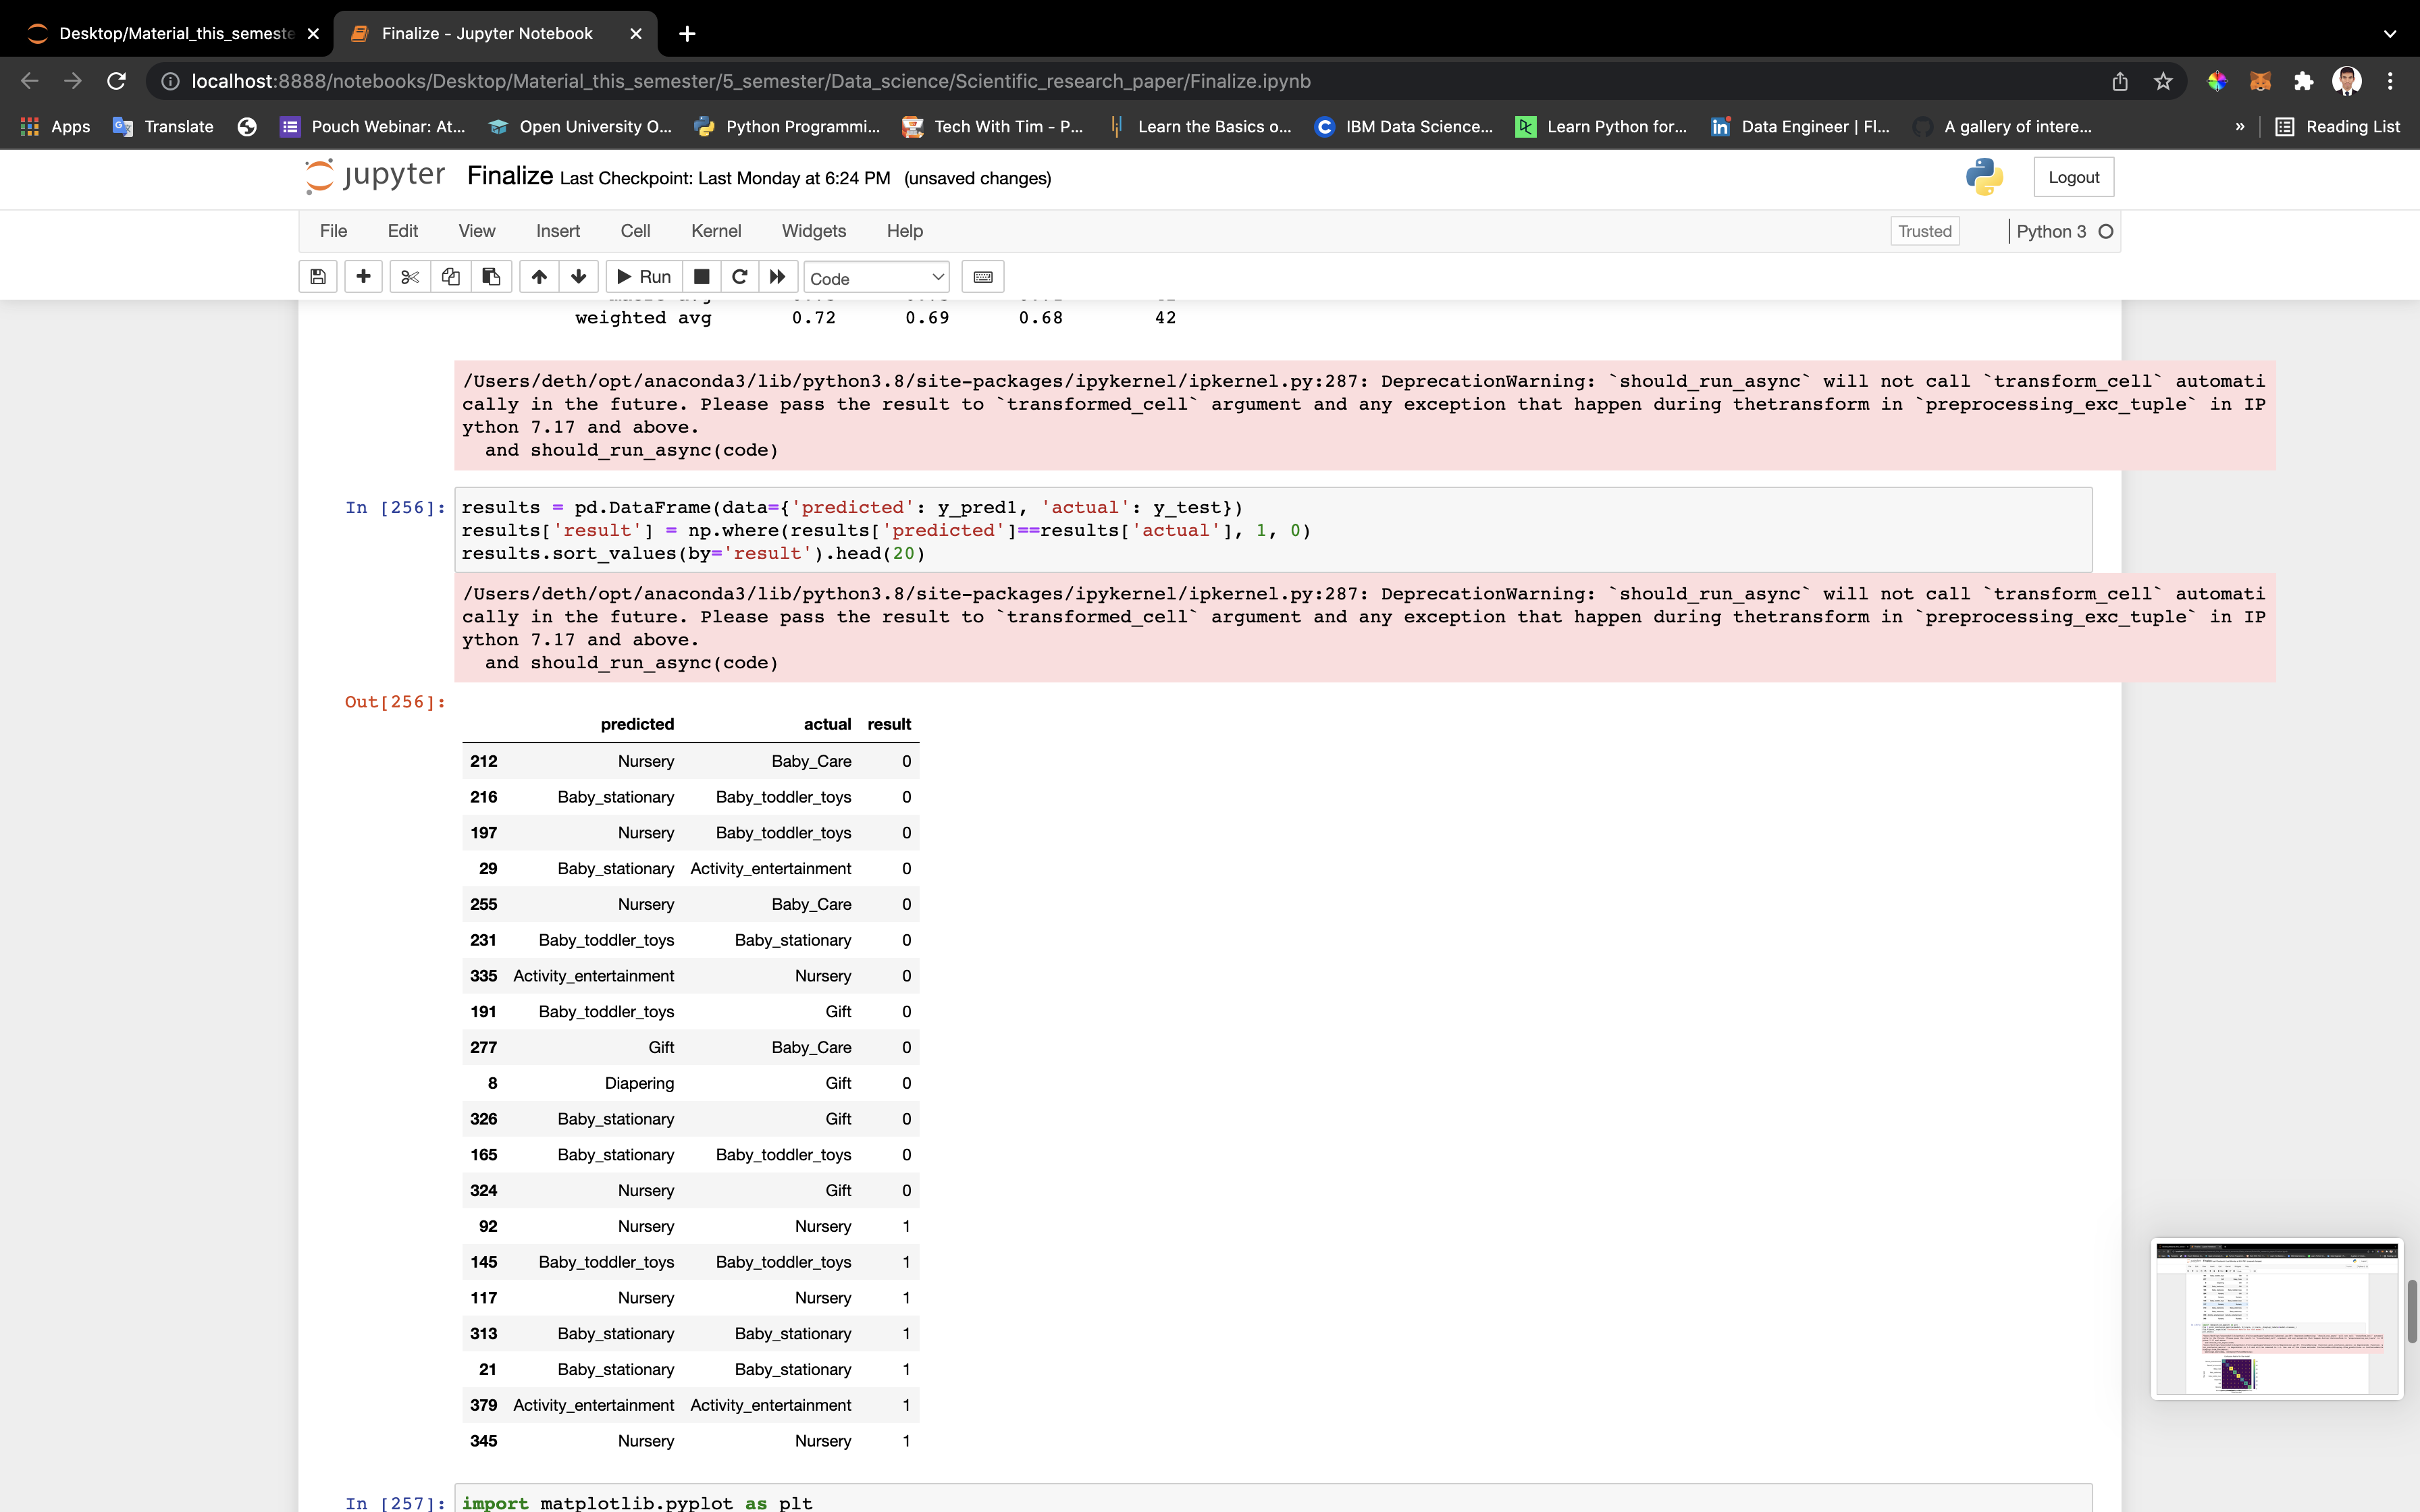 Desktop/Material_this_semeste
Finalize - Jupyter Notebook
localhost:8888/notebooks/Desktop/Material_this_semester/5_semester/Data_science/Scientific_research_paper/Finalize.ipynb
Apps Translate Pouch Webinar: At... Open University O... Python Programmi... Tech With Tim - P... Learn the Basics o... IBM Data Science... Learn Python for... Data Engineer | Fl... A gallery of intere... » Reading List
jupyter Finalize Last Checkpoint: Last Monday at 6:24 PM (unsaved changes)
Logout
File Edit View Insert Cell Kernel Widgets Help Trusted Python 3
Run Code
weighted avg 0.72 0.69 0.68 42
/Users/deth/opt/anaconda3/lib/python3.8/site-packages/ipykernel/ipkernel.py:287: DeprecationWarning: `should_run_async` will not call `transform_cell` automati
cally in the future. Please pass the result to `transformed_cell` argument and any exception that happen during thetransform in `preprocessing_exc_tuple` in IP
ython 7.17 and above.
and should_run_async(code)
In [256]: results = pd.DataFrame(data={'predicted': y_pred1, 'actual': y_test})
results['result'] = np.where(results['predicted']==results['actual'], 1, 0)
results.sort_values(by='result').head(20)
/Users/deth/opt/anaconda3/lib/python3.8/site-packages/ipykernel/ipkernel.py:287: DeprecationWarning: `should_run_async` will not call `transform_cell` automati
cally in the future. Please pass the result to `transformed_cell` argument and any exception that happen during thetransform in `preprocessing_exc_tuple` in IP
ython 7.17 and above.
and should_run_async(code)
Out[256]:
predicted actual result
212 Nursery Baby_Care 0
216 Baby_stationary Baby_toddler_toys 0
197 Nursery Baby_toddler_toys 0
29 Baby_stationary Activity_entertainment 0
255 Nursery Baby_Care 0
231 Baby_toddler_toys Baby_stationary 0
335 Activity_entertainment Nursery 0
191 Baby_toddler_toys Gift 0
277 Gift Baby_Care 0
8 Diapering Gift 0
326 Baby_stationary Gift 0
165 Baby_stationary Baby_toddler_toys 0
324 Nursery Gift 0
92 Nursery Nursery 1
145 Baby_toddler_toys Baby_toddler_toys 1
117 Nursery Nursery 1
313 Baby_stationary Baby_stationary 1
21 Baby_stationary Baby_stationary 1
379 Activity_entertainment Activity_entertainment 1
345 Nursery Nursery 1
In [257]: import matplotlib.pyplot as plt